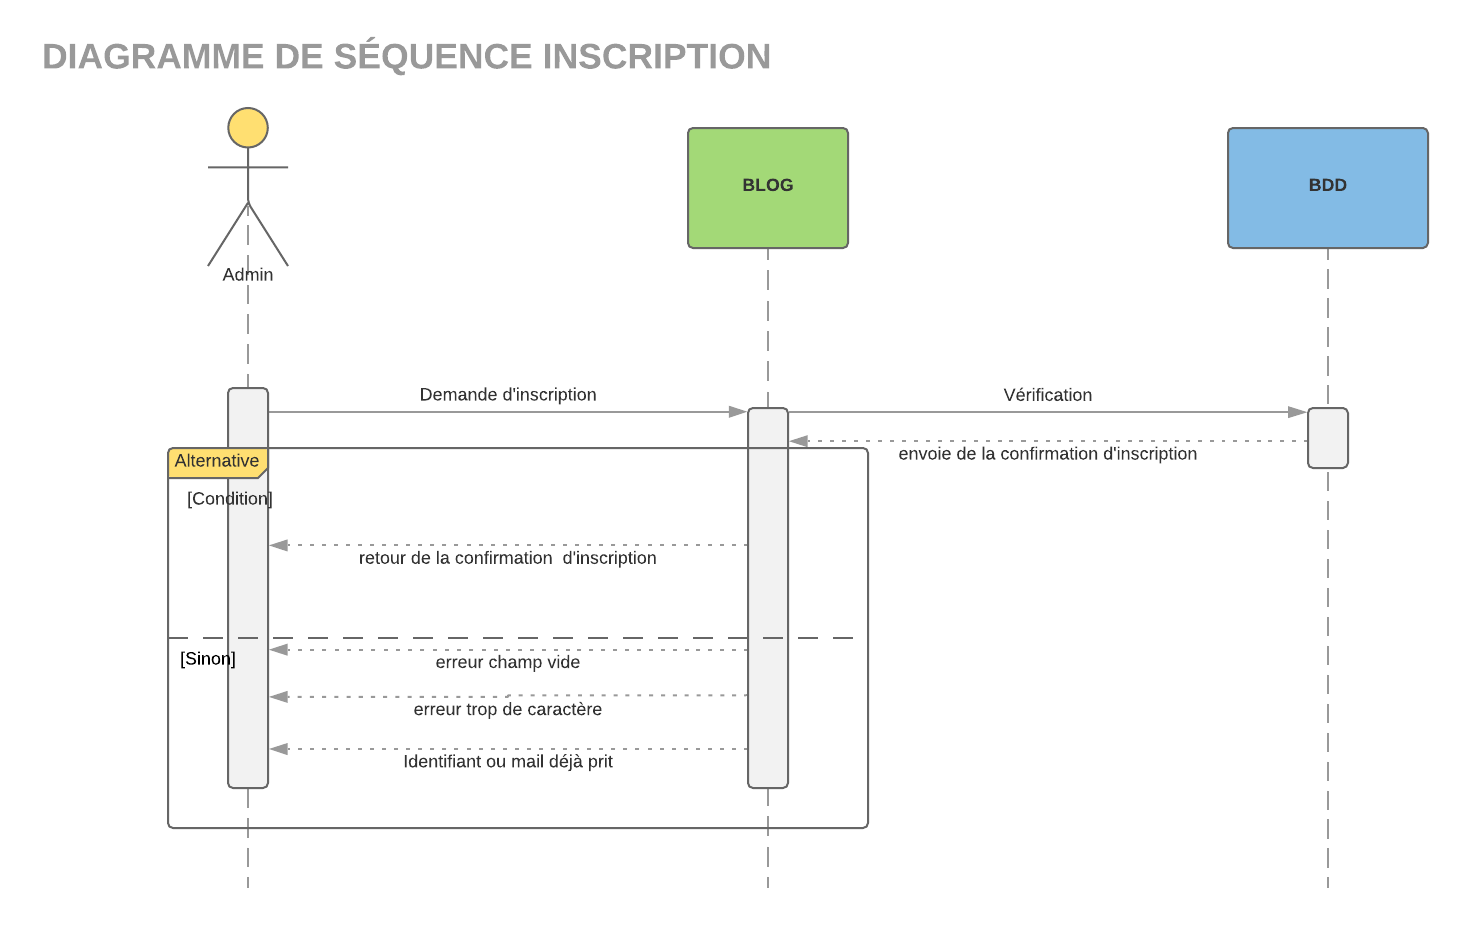 DIAGRAMME DE SÉQUENCE INSCRIPTION
BLOG
BDD
Admin
Demande d'inscription
Vérification
envoie de la confirmation d'inscription
Alternative
[Condition]
retour de la confirmation  d'inscription
[Sinon]
erreur champ vide
erreur trop de caractère
Identifiant ou mail déjà prit